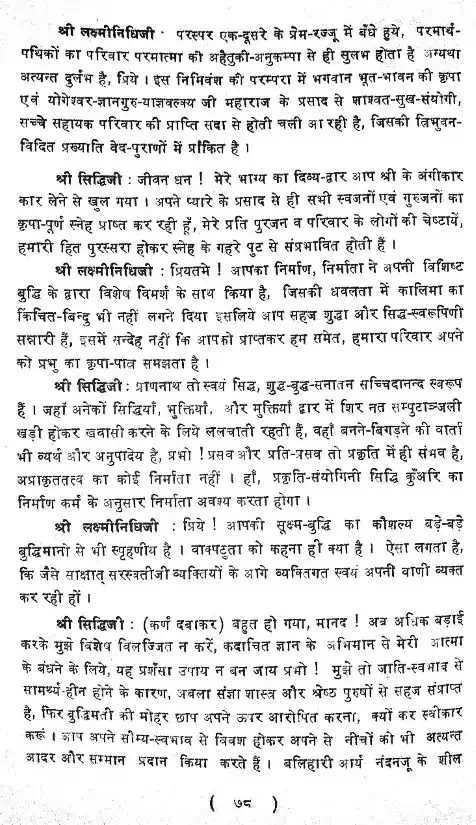 श्री लक्ष्मीनिधिजी : परस्पर एक-दूसरे के प्रेम-रज्जू में बँधे हुये, परमार्थ-
पथिकों का परिवार परमात्मा की अहैतुकी-अनुकम्पा से ही सुलभ होता है अन्यथा
अत्यन्त दुर्लभ है, प्रिये । इस निमिवंश की परम्परा में भगवान भूत-भावन की कृपा
एवं योगेश्वर-ज्ञानगुरु-याज्ञवल्क्य जी महाराज के प्रसाद से शाश्वत-सुख-संयोगी,
सच्चे सहायक परिवार की प्राप्ति सदा से होती चली आ रही है, जिसकी त्रिभुवन-
विदित प्रख्याति वेद-पुराणों में प्रांकित है ।
श्री सिद्धिजी : जीवन धन ! मेरे भाग्य का दिव्य-द्वार आप श्री के अंगीकार
कार लेने से खुल गया । अपने प्यारे के प्रसाद से ही सभी स्वजनों एवं गुरुजनों का
कृपा-पूर्ण स्नेह प्राप्त कर रही हूँ, मेरे प्रति पुरजन व परिवार के लोगों की चेष्टायें,
हमारी हित पुरस्सरा होकर स्नेह के गहरे पुट से संप्रभावित होती हैं ।
श्री लक्ष्मीनिधिजी : प्रियतमे ! आपका निर्माण, निर्माता ने अपनी विशिष्ट
बुद्धि के द्वारा विशेष विमर्श के साथ किया है, जिसकी धवलता में कालिमा का
किंचित-बिन्दु भी नहीं लगने दिया इसलिये आप सहज शुद्धा और सिद्धि-स्वरूपिणी
सन्नारी हैं, इसमें सन्देह नहीं कि आपको प्राप्तकर हम समेत, हमारा परिवार अपने
को प्रभु का कृपा-पात्र समझता है ।
श्री सिद्धिजी : प्राणनाथ तो स्वयं सिद्ध, शुद्ध-बुद्ध-सनातन सच्चिदानन्द स्वरूप
हैं । जहाँ अनेकों सिद्धियाँ, भुक्तियाँ, और मुक्तियाँ द्वार में शिर नत सम्पुटाञ्जली
खड़ी होकर खवासी करने के लिये ललचाती रहती हैं, वहाँ बनने-बिगड़ने की वार्ता
भी व्यर्थ और अनुपादेय है, प्रभो ! प्रसव और प्रति-प्रसव तो प्रकृति में ही संभव है,
अप्राकृततत्व का कोई निर्माता नहीं । हाँ, प्रकृति-संयोगिनी सिद्धि कुँअरि का
निर्माण कर्म के अनुसार निर्माता अवश्य करता होगा ।
श्री लक्ष्मीनिधिजी : प्रिये ! आपकी सूक्ष्म-बुद्धि का कौशल्य बड़े-बड़े
बुद्धिमानो से भी स्पृहणीय है । वाक्पटुता को कहना ही क्या है । ऐसा लगता है,
कि जैसे साक्षात् सरस्वतीजी व्यक्तियों के आगे व्यक्तिगत स्वयं अपनी वाणी व्यक्त
कर रही हों ।
श्री सिद्धिजी : (कर्ण दबाकर) बहुत हो गया, मानद ! अब अधिक बड़ाई
करके मुझे विशेष विलज्जित न करें, कदाचित ज्ञान के अभिमान से मेरी आत्मा
के बंधने के लिये, यह प्रशंसा उपाय न बन जाय प्रभो ! मुझे तो जाति-स्वभाव से
सामर्थ्य-हीन होने के कारण, अबला संज्ञा शास्त्र और श्रेष्ठ पुरुषों से सहज संप्राप्त
है, फिर बुद्धिमती की मोहर छाप अपने ऊपर आरोपित करना, क्यों कर स्वीकार
करूँ । आप अपने सौम्य-स्वभाव से विवश होकर अपने से नीचों को भी अत्यन्त
आदर और सम्मान प्रदान किया करते हैं । बलिहारी आर्य नंदनजू के शील
( ७८ )